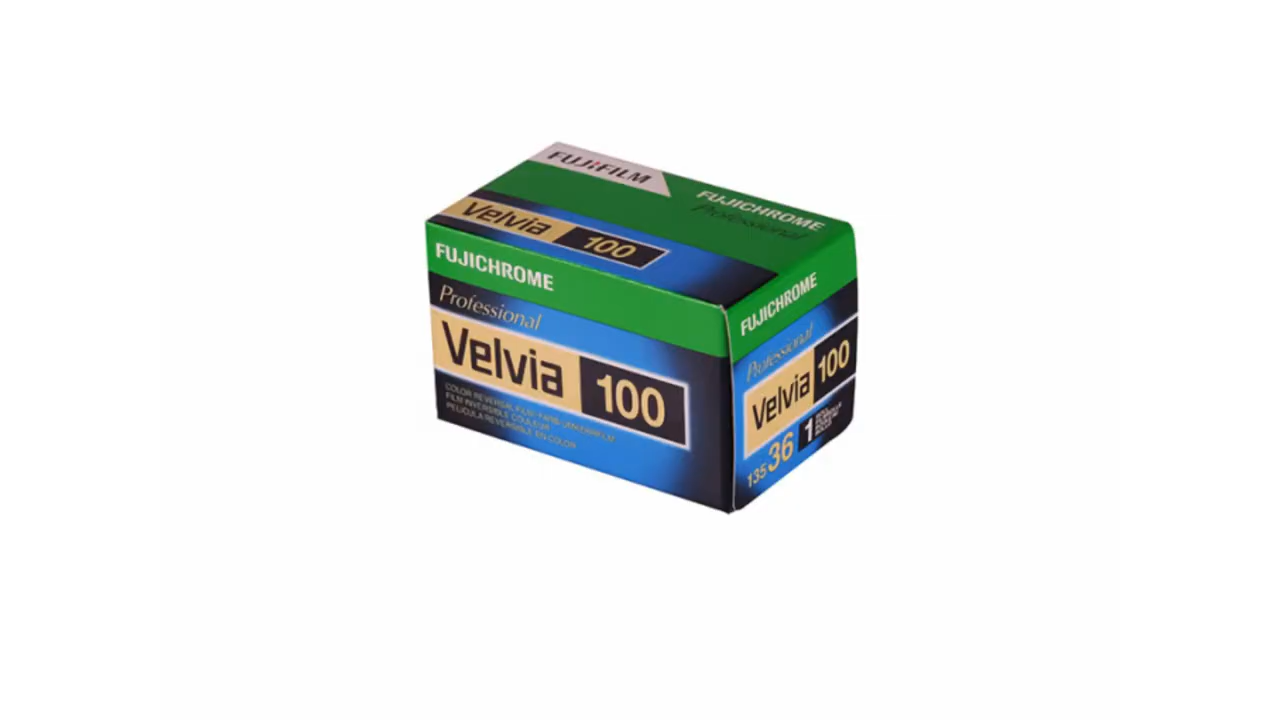 FUJIFILM
FUJICHROME
Professional
Velvia 100
FUJICHROME
Professional
Velvia 100
COLOR REVERSAL FILM
FILM INVERSIBLE COULEUR
PELICULA REVERSIBLE EN COLOR
FUJICHROME
Professional
Velvia 100
135 36 1